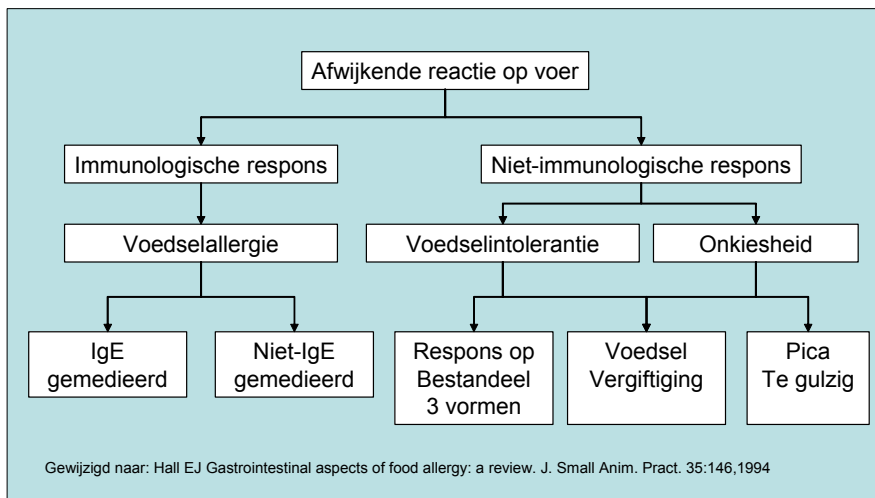 Afwijkende reactie op voer
Immunologische respons
Niet-immunologische respons
Voedselallergie
Voedselintolerantie
Onkiesheid
IgE
gemedieerd
Niet-IgE
gemedieerd
Respons op
Bestandeel
3 vormen
Voedsel
Vergiftiging
Pica
Te gulzig
Gewijzigd naar: Hall EJ Gastrointestinal aspects of food allergy: a review. J. Small Anim. Pract. 35:146,1994